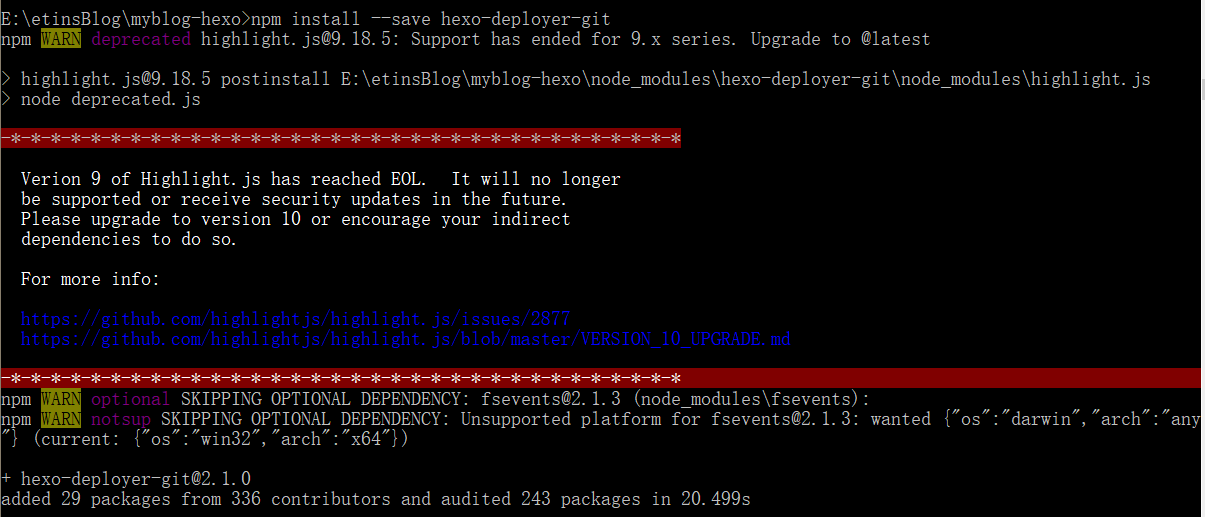 E:\etinsBlog\myblog-hexo>npm install --save hexo-deployer-git
npm WARN deprecated highlight.js@9.18.5: Support has ended for 9.x series. Upgrade to @latest
> highlight.js@9.18.5 postinstall E:\etinsBlog\myblog-hexo\node_modules\hexo-deployer-git\node_modules\highlight.js
> node deprecated.js
-*-*-*-*-*-*-*-*-*-*-*-*-*-*-*-*-*-*-*-*-*-*-*-*-*-*-*-*-*-*-*-*-*-*
Verion 9 of Highlight.js has reached EOL.  It will no longer
be supported or receive security updates in the future.
Please upgrade to version 10 or encourage your indirect
dependencies to do so.
For more info:
https://github.com/highlightjs/highlight.js/issues/2877
https://github.com/highlightjs/highlight.js/blob/master/VERSION_10_UPGRADE.md
-*-*-*-*-*-*-*-*-*-*-*-*-*-*-*-*-*-*-*-*-*-*-*-*-*-*-*-*-*-*-*-*-*-*
npm WARN optional SKIPPING OPTIONAL DEPENDENCY: fsevents@2.1.3 (node_modules\fsevents):
npm WARN notsup SKIPPING OPTIONAL DEPENDENCY: Unsupported platform for fsevents@2.1.3: wanted {"os":"darwin","arch":"any
"} (current: {"os":"win32","arch":"x64"})
+ hexo-deployer-git@2.1.0
added 29 packages from 336 contributors and audited 243 packages in 20.499s